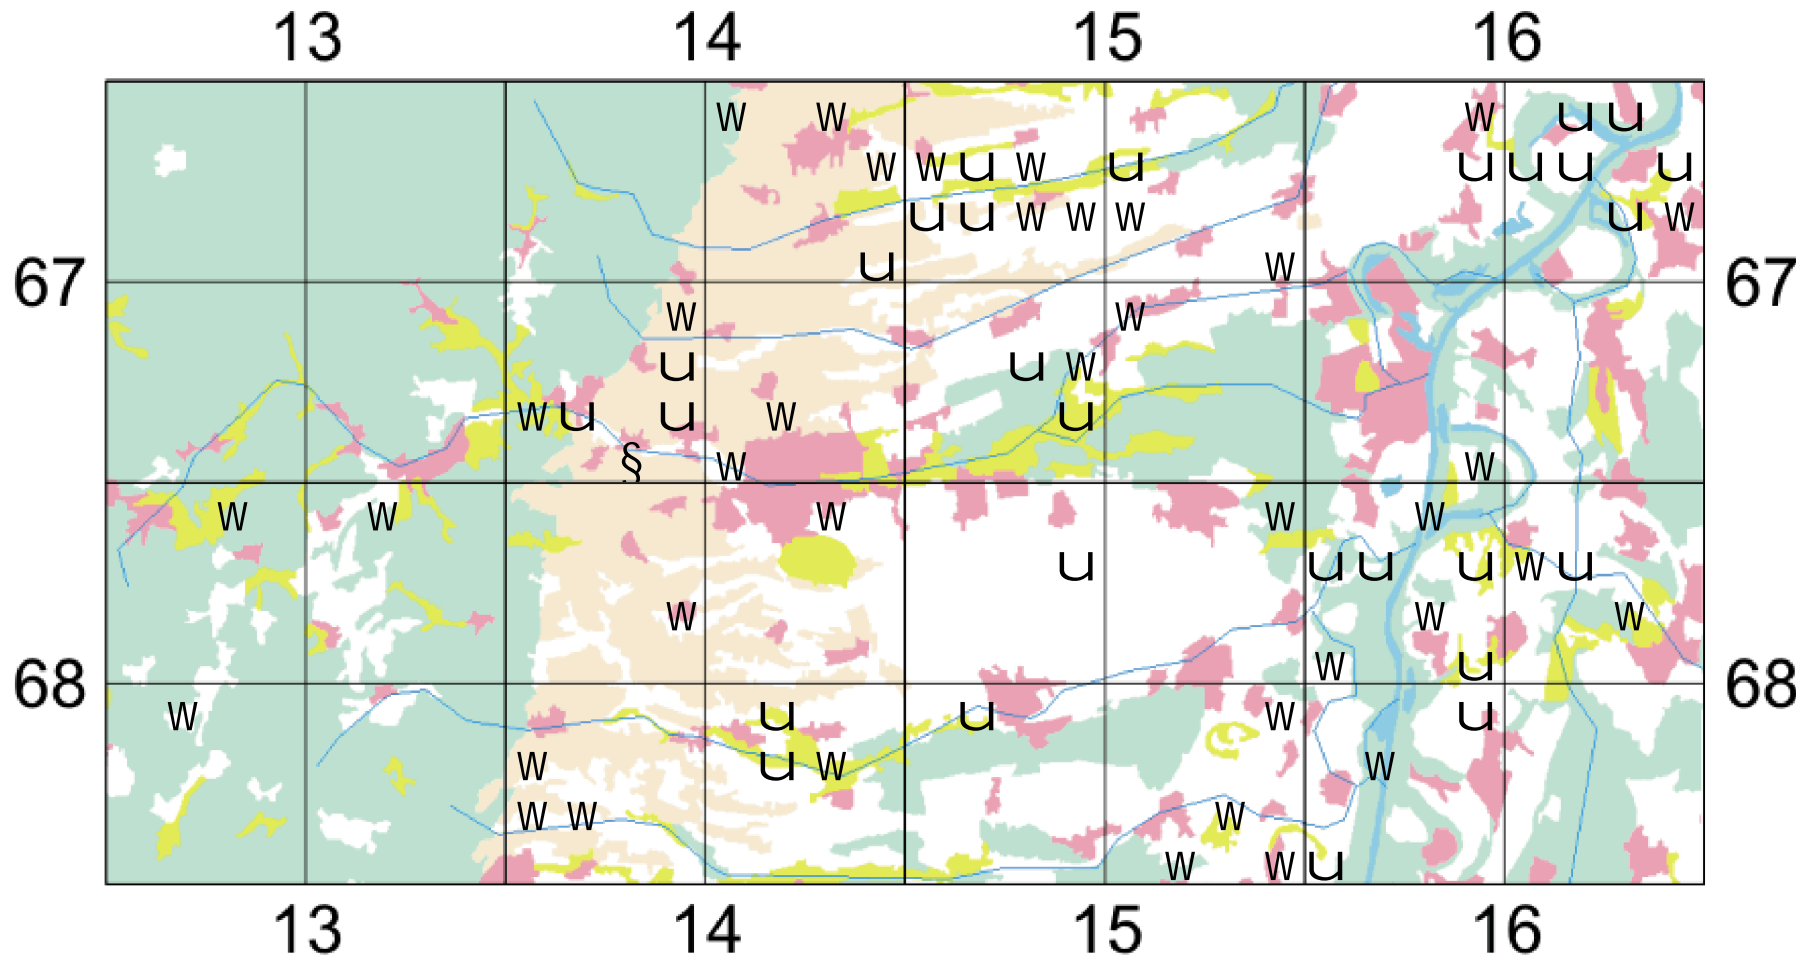 13 14 15 16
W W W u u
W W u W u u u u u
u u W W W u W
67 u W 67
W W
u u W
W u u W u
§ W W
W W W W W
u u u u W u
W W W
W u
68 68
W u u W u
W u W W
W W W
W W u
13 14 15 16